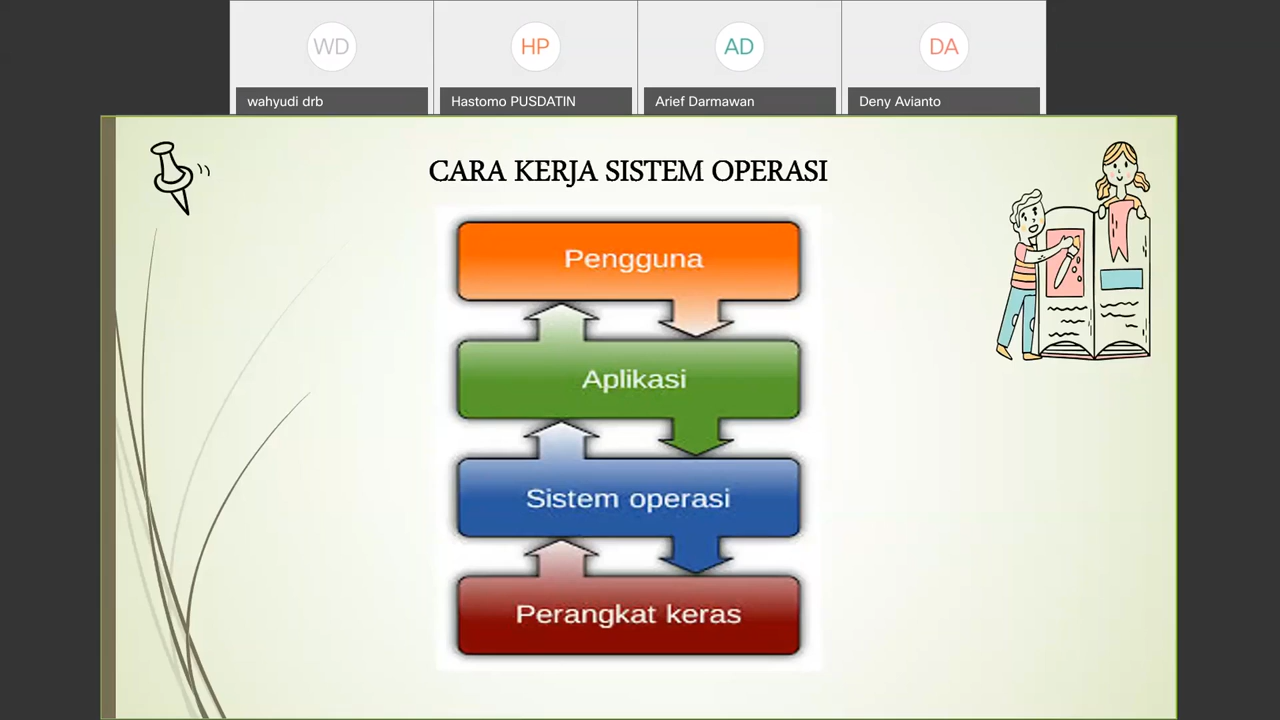 WD
HP
AD
DA
wahyudi drb
Hastomo PUSDATIN
Arief Darmawan
Deny Avianto
CARA KERJA SISTEM OPERASI
Pengguna
Aplikasi
Sistem operasi
Perangkat keras